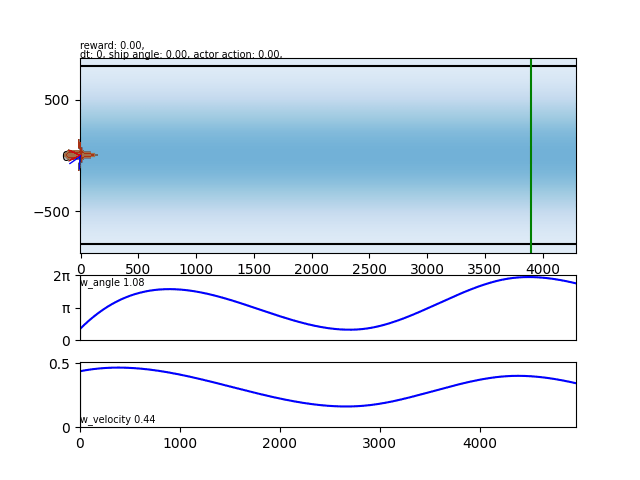 reward: 0.00,
dt: 0, ship angle: 0.00, actor action: 0.00,
500
−500
0 500 1000 1500 2000 2500 3000 3500 4000
2π
w_angle 1.08
π
0
0.5
w_velocity 0.44
0
0 1000 2000 3000 4000